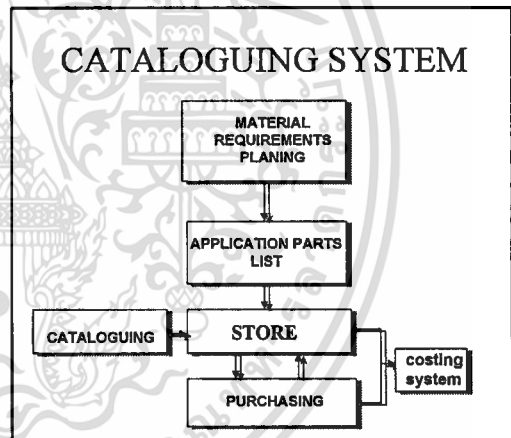 CATALOGUING SYSTEM
MATERIAL
REQUIREMENTS
PLANING
APPLICATION PARTS
LIST
CATALOGUING
STORE
costing
system
PURCHASING